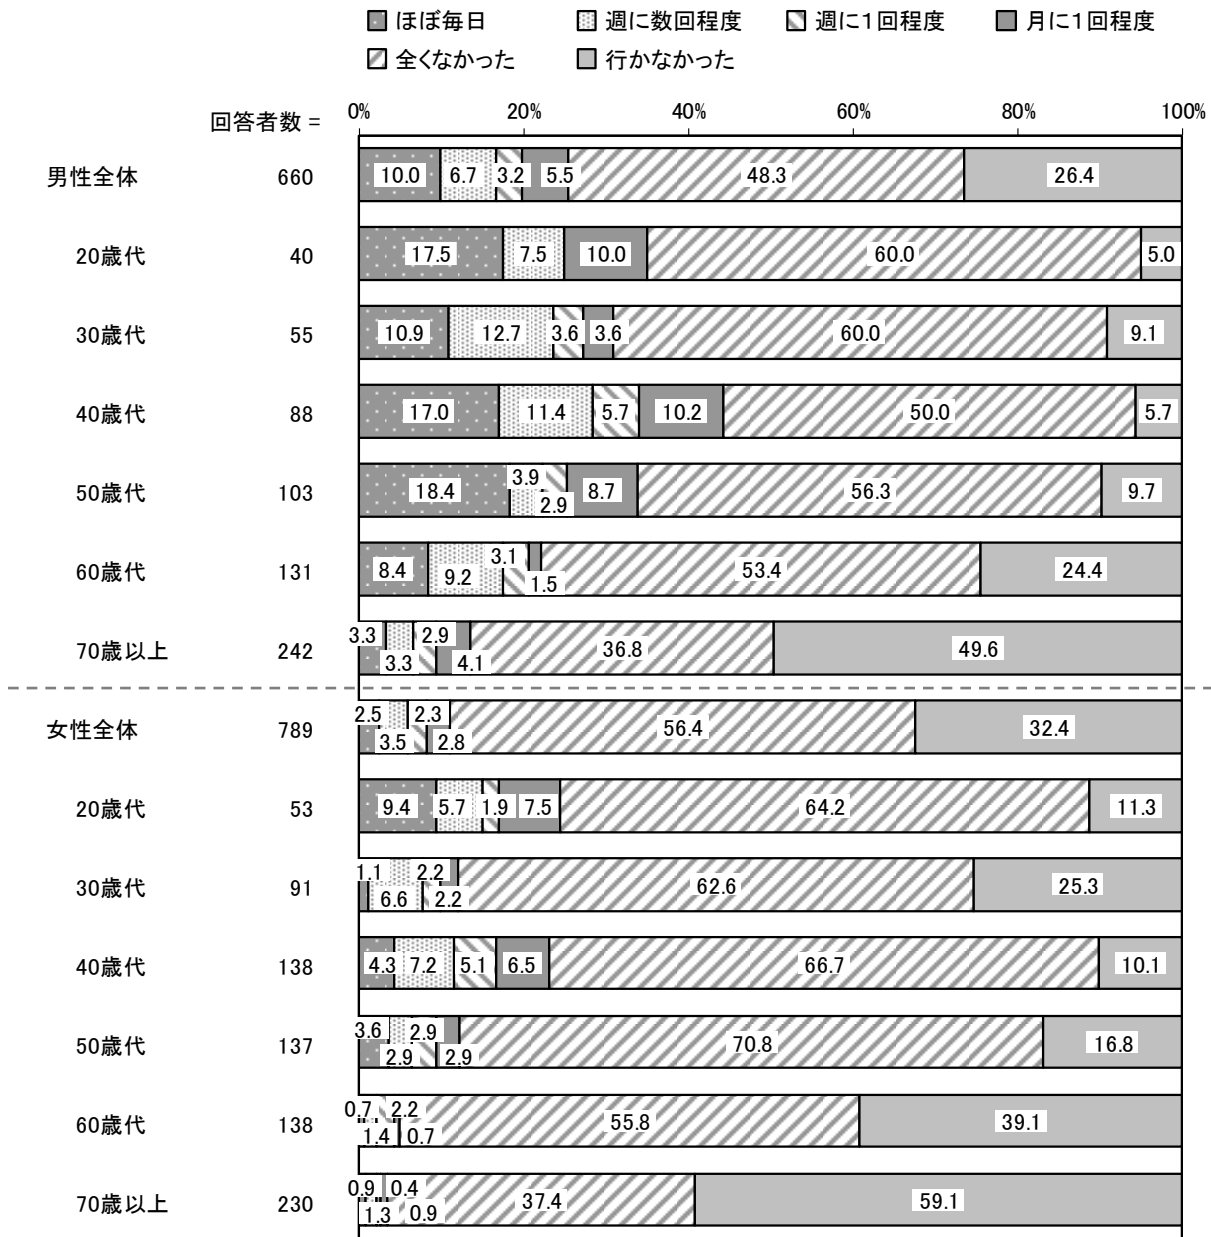 ほぼ毎日 週に数回程度 週に1回程度 月に1回程度
全くなかった 行かなかった
回答者数 = 0% 20% 40% 60% 80% 100%
男性全体 660 10.0 6.7 3.2 5.5 48.3 26.4
20歳代 40 17.5 7.5 10.0 60.0 5.0
30歳代 55 10.9 12.7 3.6 3.6 60.0 9.1
40歳代 88 17.0 11.4 5.7 10.2 50.0 5.7
50歳代 103 18.4 3.9 2.9 8.7 56.3 9.7
60歳代 131 8.4 9.2 3.1 1.5 53.4 24.4
70歳以上 242 3.3 3.3 2.9 4.1 36.8 49.6
女性全体 789 2.5 3.5 2.3 2.8 56.4 32.4
20歳代 53 9.4 5.7 1.9 7.5 64.2 11.3
30歳代 91 1.1 6.6 2.2 2.2 62.6 25.3
40歳代 138 4.3 7.2 5.1 6.5 66.7 10.1
50歳代 137 3.6 2.9 2.9 2.9 70.8 16.8
60歳代 138 0.7 1.4 2.2 0.7 55.8 39.1
70歳以上 230 0.9 1.3 0.4 0.9 37.4 59.1